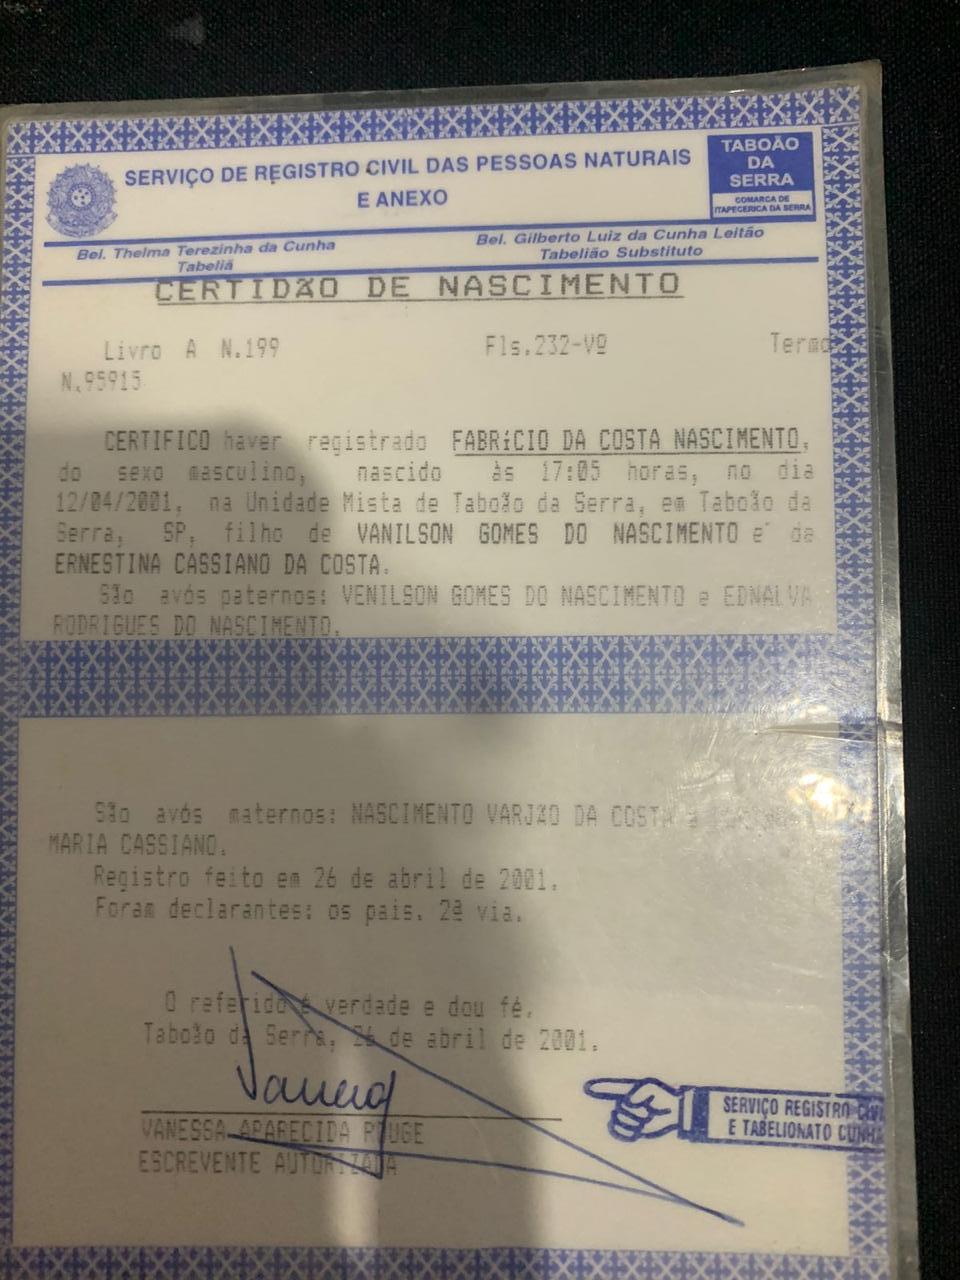 SERVIÇO DE REGISTRO CIVIL DAS PESSOAS NATURAIS
E ANEXO
TABOÃO
DA
SERRA
COMARCA DE
ITAPECERICA DA SERRA
Bel. Thelma Terezinha da Cunha
Tabeliã
Bel. Gilberto Luiz da Cunha Leitão
Tabelião Substituto
CERTIDÃO DE NASCIMENTO
Livro A N.199 Fls.232-Vº Termo
N.95915
CERTIFICO haver registrado FABRíCIO DA COSTA NASCIMENTO,
do sexo masculino, nascido às 17:05 horas, no dia
12/04/2001, na Unidade Mista de Taboão da Serra, em Taboão da
Serra, SP, filho de VANILSON GOMES DO NASCIMENTO e de
ERNESTINA CASSIANO DA COSTA.
São avós paternos: VENILSON GOMES DO NASCIMENTO e EDNALVA
RODRIGUES DO NASCIMENTO.
São avós maternos: NASCIMENTO VARJÃO DA COSTA e
MARIA CASSIANO.
Registro feito em 26 de abril de 2001.
Foram declarantes: os pais. 2ª via.
O referido é verdade e dou fé.
Taboão da Serra, 26 de abril de 2001.
VANESSA APARECIDA ROUGE
ESCREVENTE AUTORIZADA
SERVIÇO REGISTRO CIVI
E TABELIONATO CUNHA